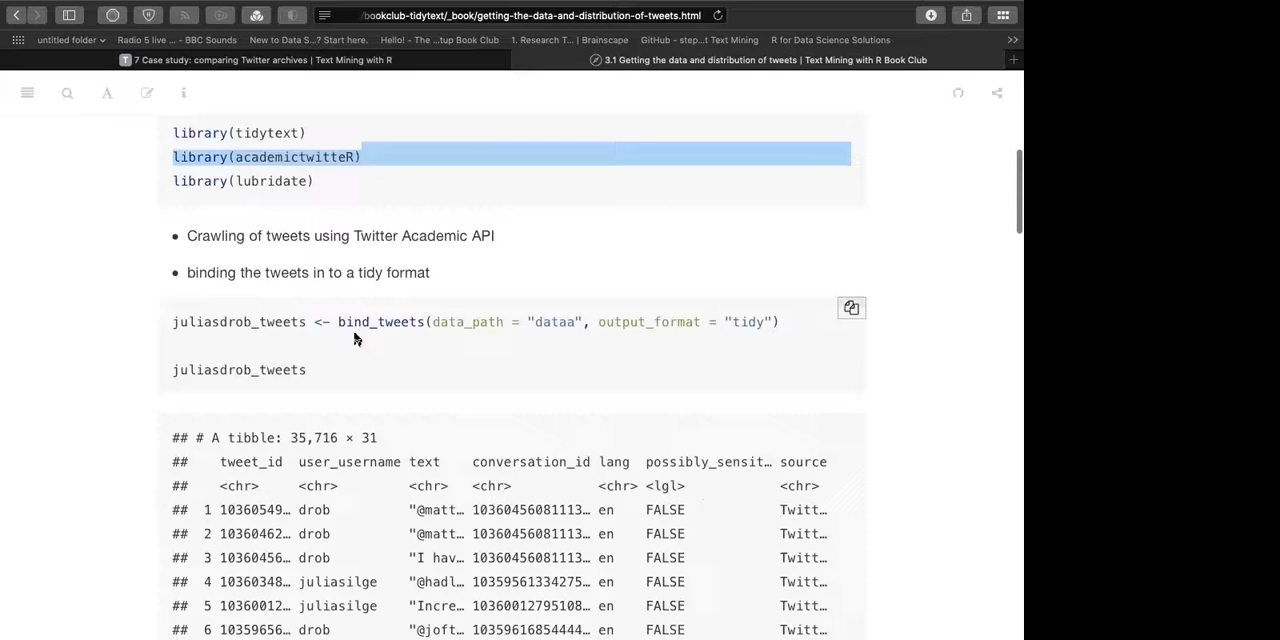 /bookclub-tidytext/_book/getting-the-data-and-distribution-of-tweets.html
untitled folder Radio 5 live ... - BBC Sounds New to Data S...? Start here. Hello! - The ...tup Book Club 1. Research T... | Brainscape GitHub - step...t Text Mining R for Data Science Solutions >>
T 7 Case study: comparing Twitter archives | Text Mining with R 3.1 Getting the data and distribution of tweets | Text Mining with R Book Club +
A i
library(tidytext)
library(academictwitteR)
library(lubridate)
• Crawling of tweets using Twitter Academic API
• binding the tweets in to a tidy format
juliasdrob_tweets <- bind_tweets(data_path = "dataa", output_format = "tidy")
juliasdrob_tweets
## # A tibble: 35,716 × 31
## tweet_id user_username text conversation_id lang possibly_sensit… source
## <chr> <chr> <chr> <chr> <chr> <lgl> <chr>
## 1 10360549… drob "@matt… 10360456081113… en FALSE Twitt…
## 2 10360462… drob "@matt… 10360456081113… en FALSE Twitt…
## 3 10360456… drob "I hav… 10360456081113… en FALSE Twitt…
## 4 10360348… juliasilge "@hadl… 10359561334275… en FALSE Twitt…
## 5 10360012… juliasilge "Incre… 10360012795108… en FALSE Twitt…
## 6 10359656… drob "@joft… 10359616854444… en FALSE Twitt…